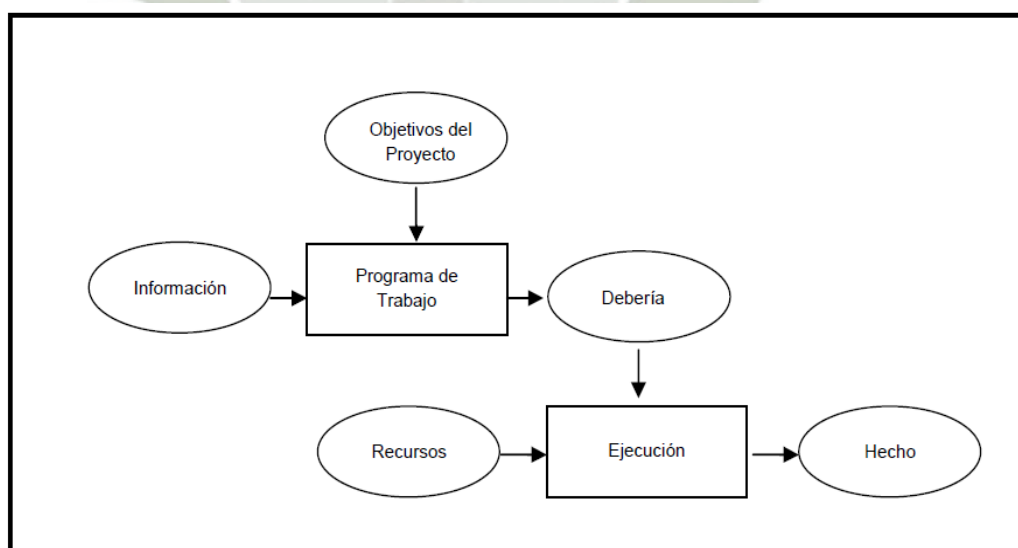 Objetivos del
Proyecto
Información
Programa de
Trabajo
Debería
Recursos
Ejecución
Hecho